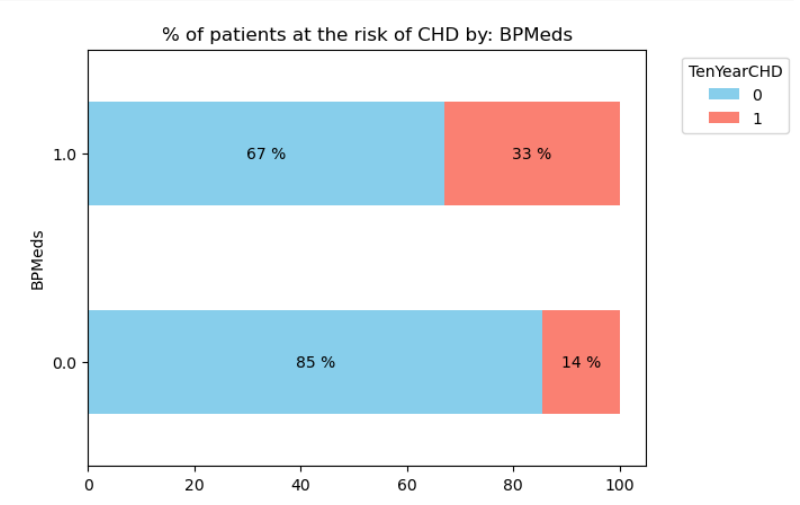 % of patients at the risk of CHD by: BPMeds
TenYearCHD
0
1
BPMeds
1.0
67 %
33 %
0.0
85 %
14 %
0 20 40 60 80 100